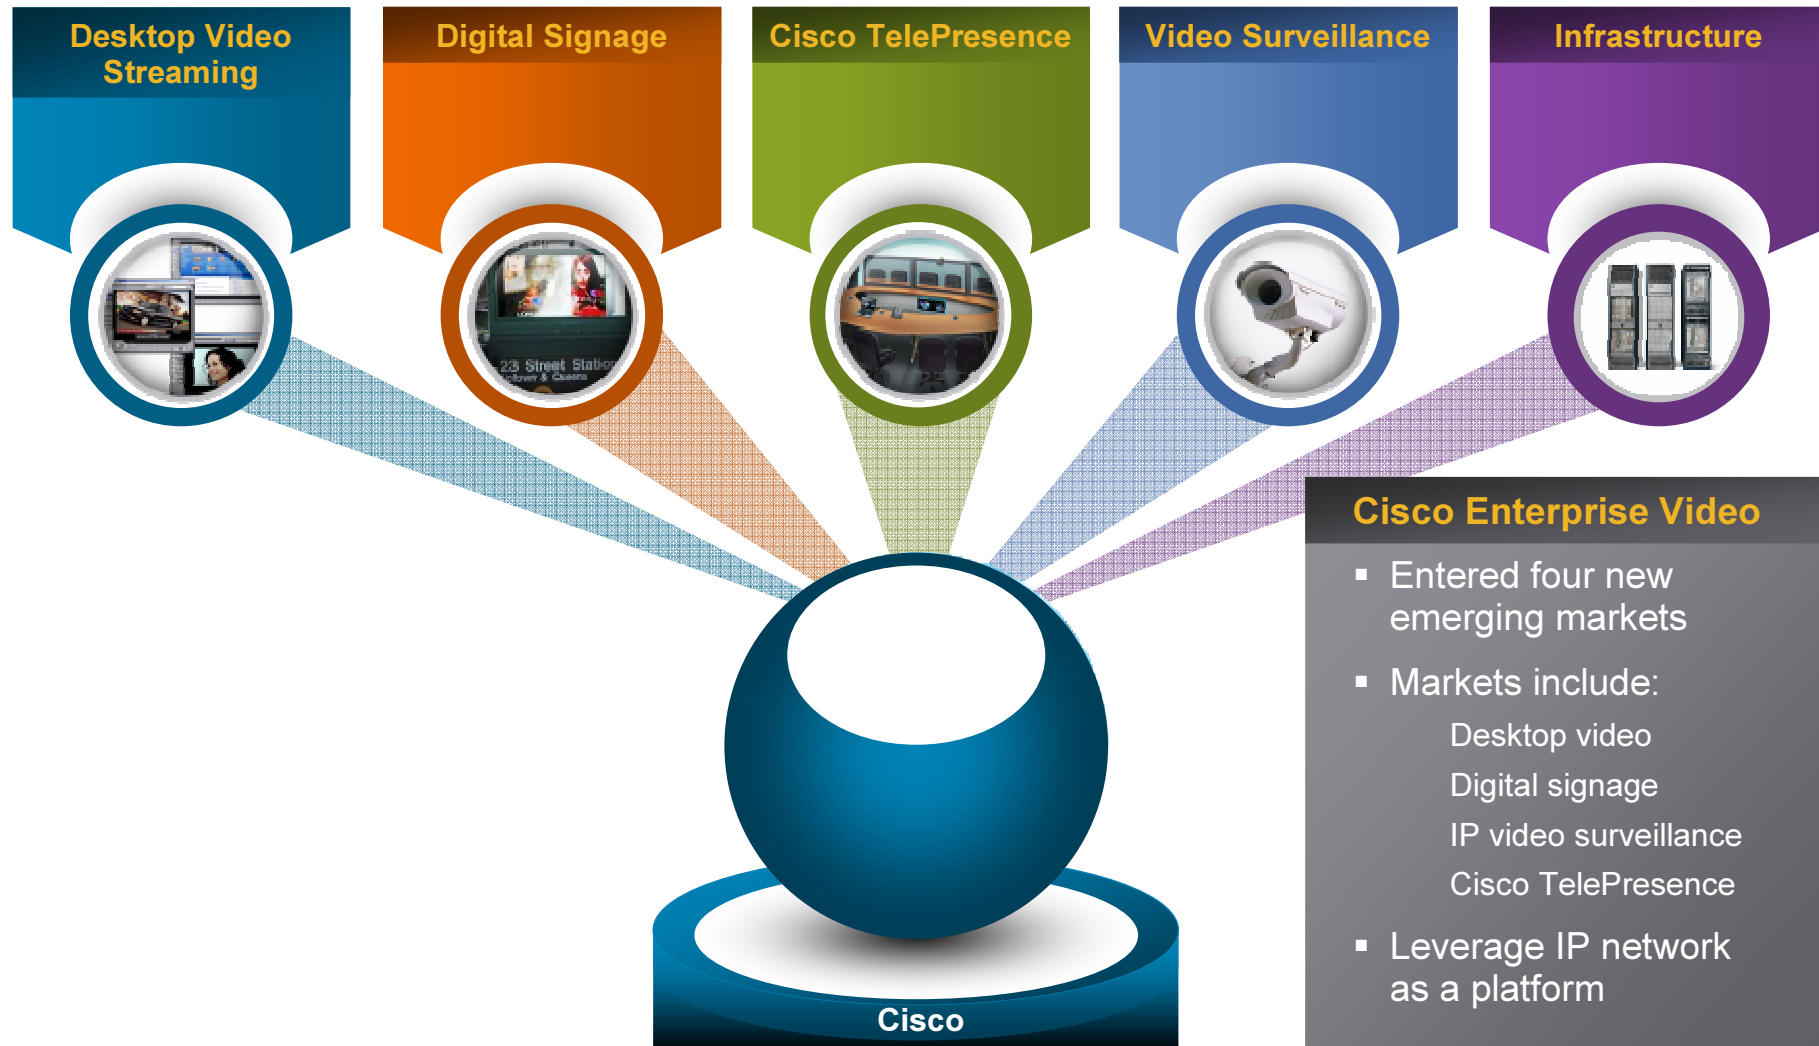 Desktop Video
Streaming
Digital Signage
Cisco TelePresence
Video Surveillance
Infrastructure
23 Street Station
Cisco Enterprise Video
▪ Entered four new
emerging markets
▪ Markets include:
Desktop video
Digital signage
IP video surveillance
Cisco TelePresence
▪ Leverage IP network
as a platform
Cisco